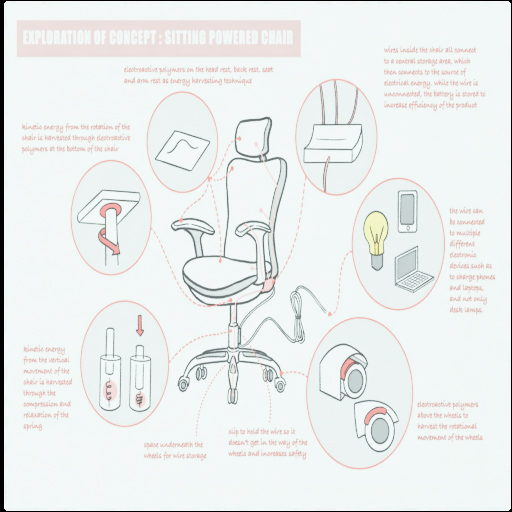 EXPLORATION OF CONCEPT : SITTING POWERED CHAIR
wires inside the chair all connect
to a central storage area, which
then connects to the source of
electrical energy. while the wire is
unconnected, the battery is stored to
increase efficiency of the product
electroactive polymers on the head rest, back rest, seat
and arm rest as energy harvesting technique
kinetic energy from the rotation of the
chair is harvested through electroactive
polymers at the bottom of the chair
the wire can
be connected
to multiple
different
electronic
devices such as
to charge phones
and laptops,
and not only
desk lamps.
kinetic energy
from the vertical
movement of the
chair is harvested
through the
compression and
relaxation of the
spring
electroactive polymers
above the wheels to
harvest the rotational
movement of the wheels
space underneath the
wheels for wire storage
clip to hold the wire so it
doesn't get in the way of the
wheels and increases safety